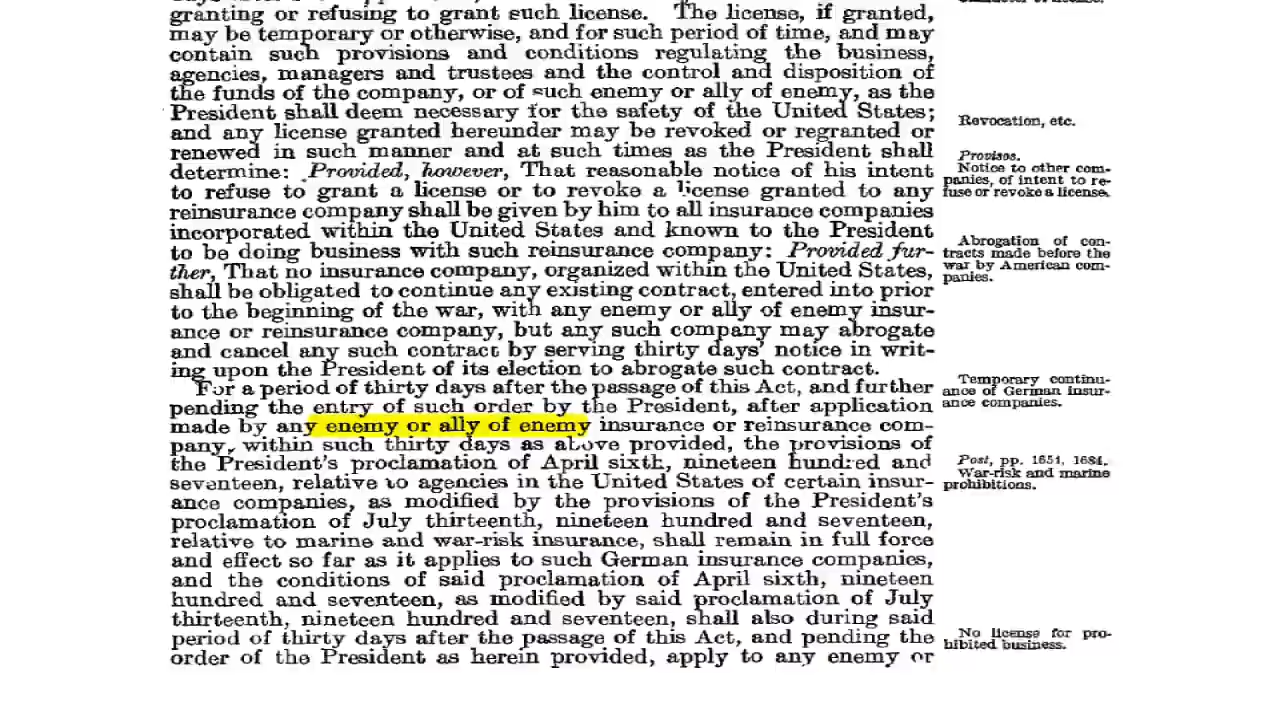 granting or refusing to grant such license. The license, if granted,
may be temporary or otherwise, and for such period of time, and may
contain such provisions and conditions regulating the business,
agencies, managers and trustees and the control and disposition of
the funds of the company, or of such enemy or ally of enemy, as the
President shall deem necessary for the safety of the United States;
and any license granted hereunder may be revoked or regranted or
renewed in such manner and at such times as the President shall
determine: Provided, however, That reasonable notice of his intent
to refuse to grant a license or to revoke a license granted to any
reinsurance company shall be given by him to all insurance companies
incorporated within the United States and known to the President
to be doing business with such reinsurance company: Provided fur-
ther, That no insurance company, organized within the United States,
shall be obligated to continue any existing contract, entered into prior
to the beginning of the war, with any enemy or ally of enemy insur-
ance or reinsurance company, but any such company may abrogate
and cancel any such contract by serving thirty days' notice in writ-
ing upon the President of its election to abrogate such contract.
For a period of thirty days after the passage of this Act, and further
pending the entry of such order by the President, after application
made by any enemy or ally of enemy insurance or reinsurance com-
pany, within such thirty days as above provided, the provisions of
the President's proclamation of April sixth, nineteen hundred and
seventeen, relative to agencies in the United States of certain insur-
ance companies, as modified by the provisions of the President's
proclamation of July thirteenth, nineteen hundred and seventeen,
relative to marine and war-risk insurance, shall remain in full force
and effect so far as it applies to such German insurance companies,
and the conditions of said proclamation of April sixth, nineteen
hundred and seventeen, as modified by said proclamation of July
thirteenth, nineteen hundred and seventeen, shall also during said
period of thirty days after the passage of this Act, and pending the
order of the President as herein provided, apply to any enemy or
Revocation, etc.
Provisos.
Notice to other com-
panies, of intent to re-
fuse or revoke a license.
Abrogation of con-
tracts made before the
war by American com-
panies.
Temporary continu-
ance of German insur-
ance companies.
Post, pp. 1651, 1684.
War-risk and marine
prohibitions.
No license for pro-
hibited business.